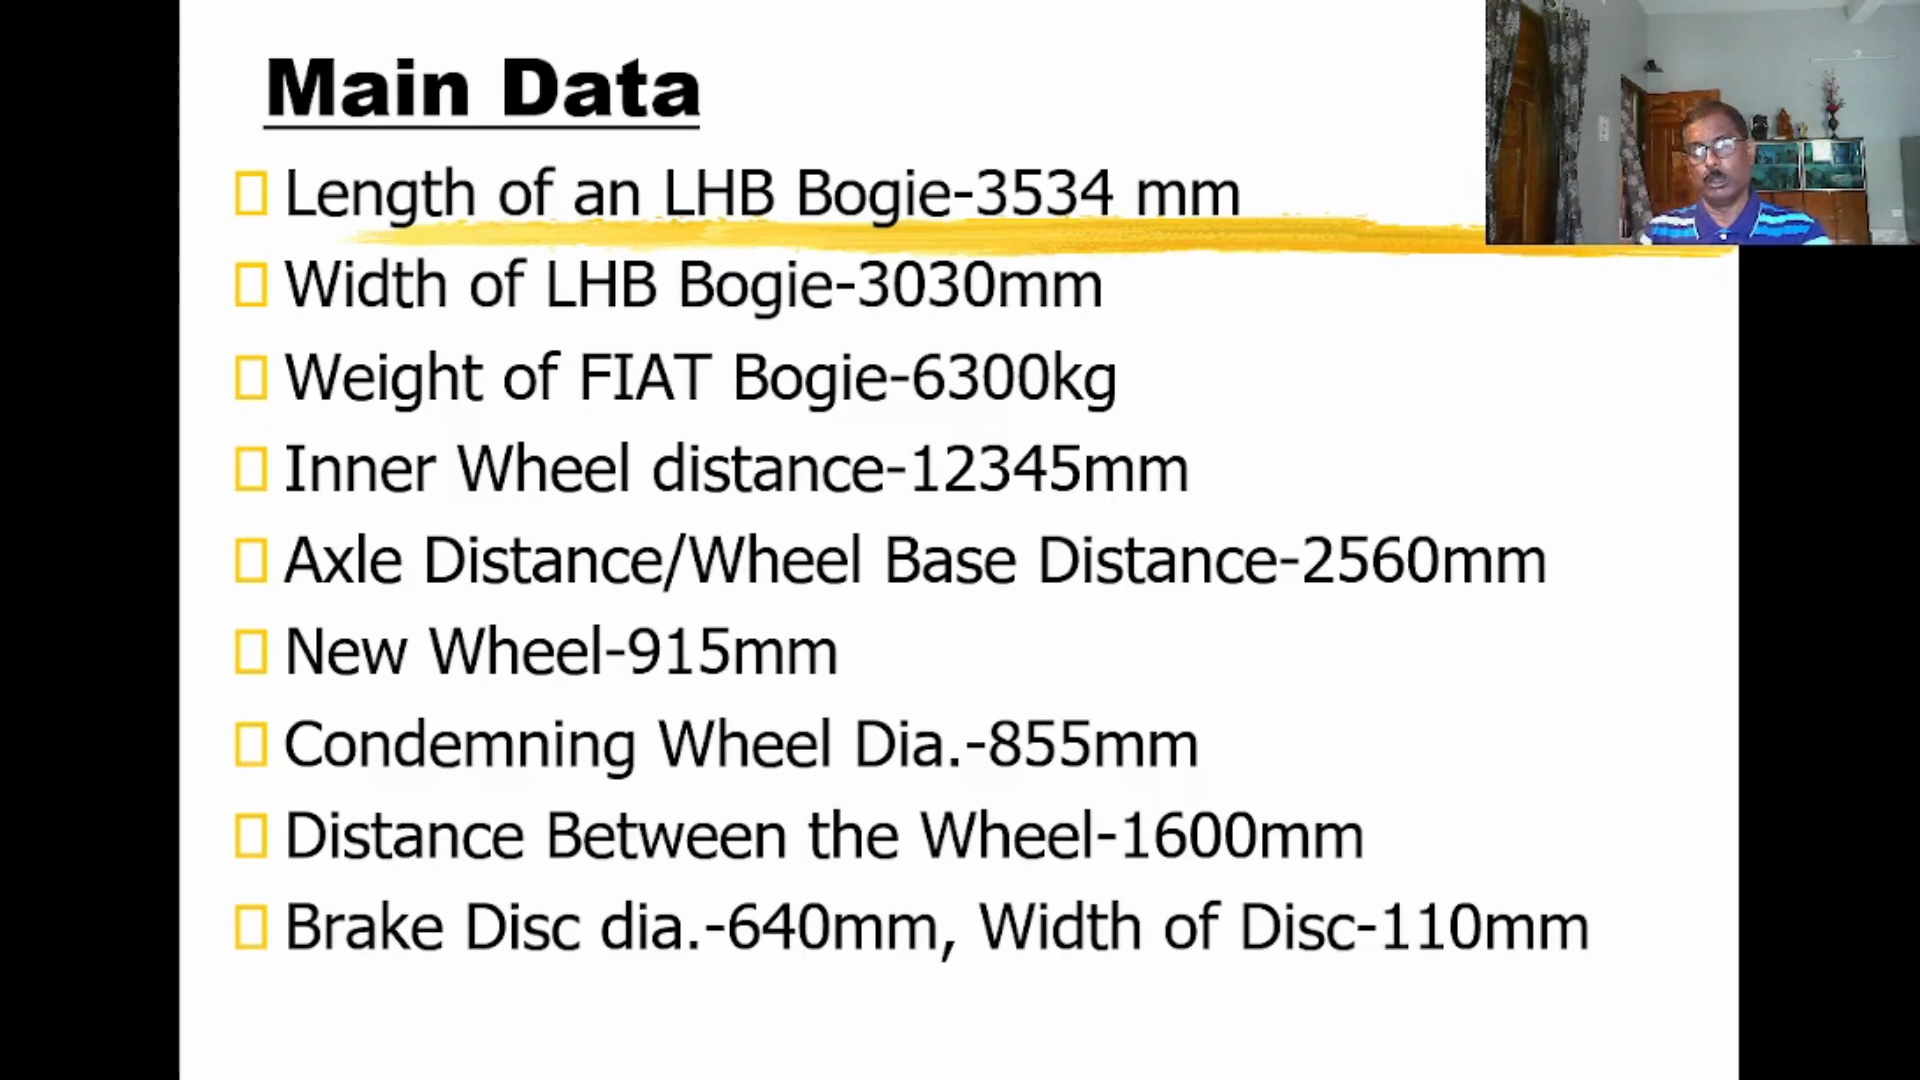 Main Data
Length of an LHB Bogie-3534 mm
Width of LHB Bogie-3030mm
Weight of FIAT Bogie-6300kg
Inner Wheel distance-12345mm
Axle Distance/Wheel Base Distance-2560mm
New Wheel-915mm
Condemning Wheel Dia.-855mm
Distance Between the Wheel-1600mm
Brake Disc dia.-640mm, Width of Disc-110mm